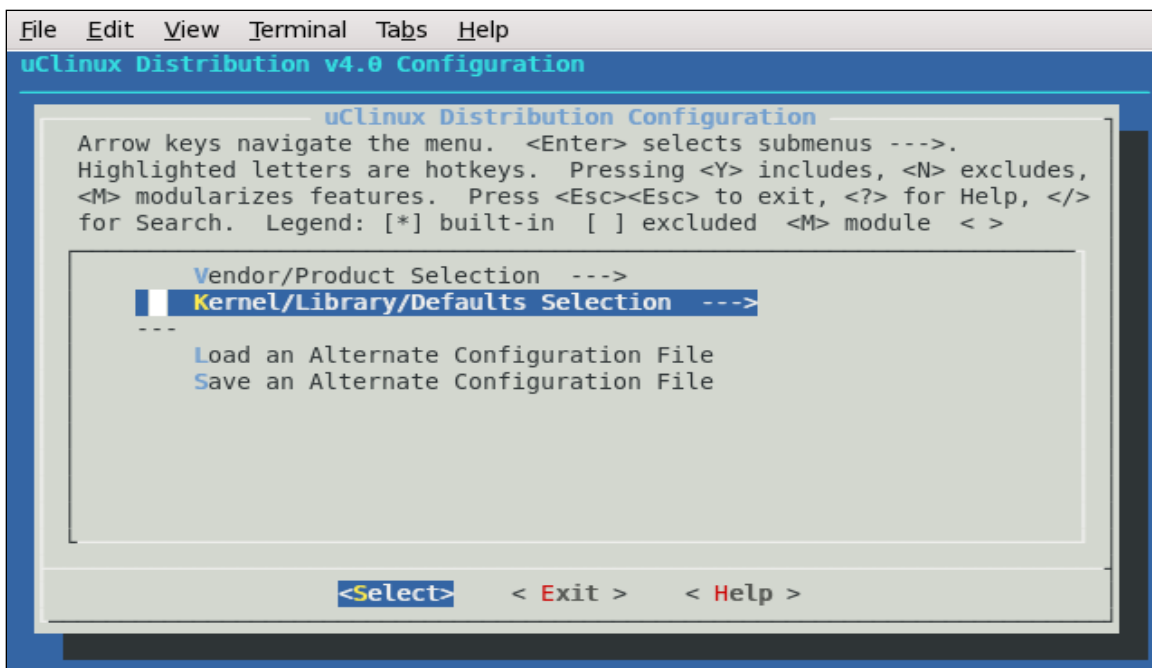 File Edit View Terminal Tabs Help
uClinux Distribution v4.0 Configuration
uClinux Distribution Configuration
Arrow keys navigate the menu. <Enter> selects submenus --->.
Highlighted letters are hotkeys. Pressing <Y> includes, <N> excludes,
<M> modularizes features. Press <Esc><Esc> to exit, <?> for Help, </>
for Search. Legend: [*] built-in [ ] excluded <M> module < >
Vendor/Product Selection --->
Kernel/Library/Defaults Selection --->
---
Load an Alternate Configuration File
Save an Alternate Configuration File
<Select> < Exit > < Help >